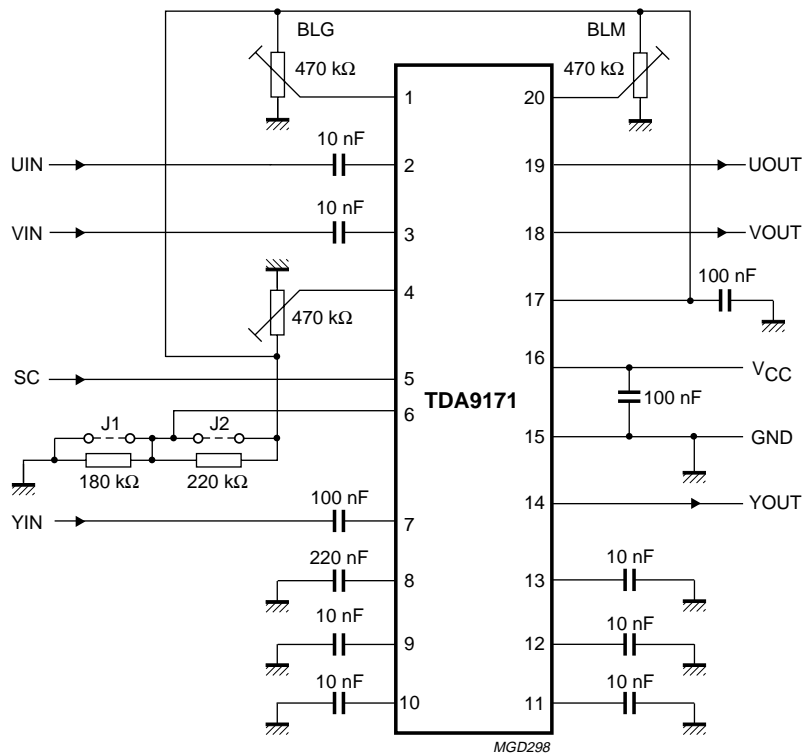 BLG
BLM
470 kΩ
470 kΩ
1
20
10 nF
UIN
2
19
UOUT
10 nF
VIN
3
18
VOUT
4
17
100 nF
470 kΩ
16
VCC
SC
5
TDA9171
100 nF
6
J1
J2
15
GND
180 kΩ
220 kΩ
100 nF
14
YOUT
YIN
7
220 nF
10 nF
8
13
10 nF
10 nF
9
12
10 nF
10 nF
10
11
MGD298